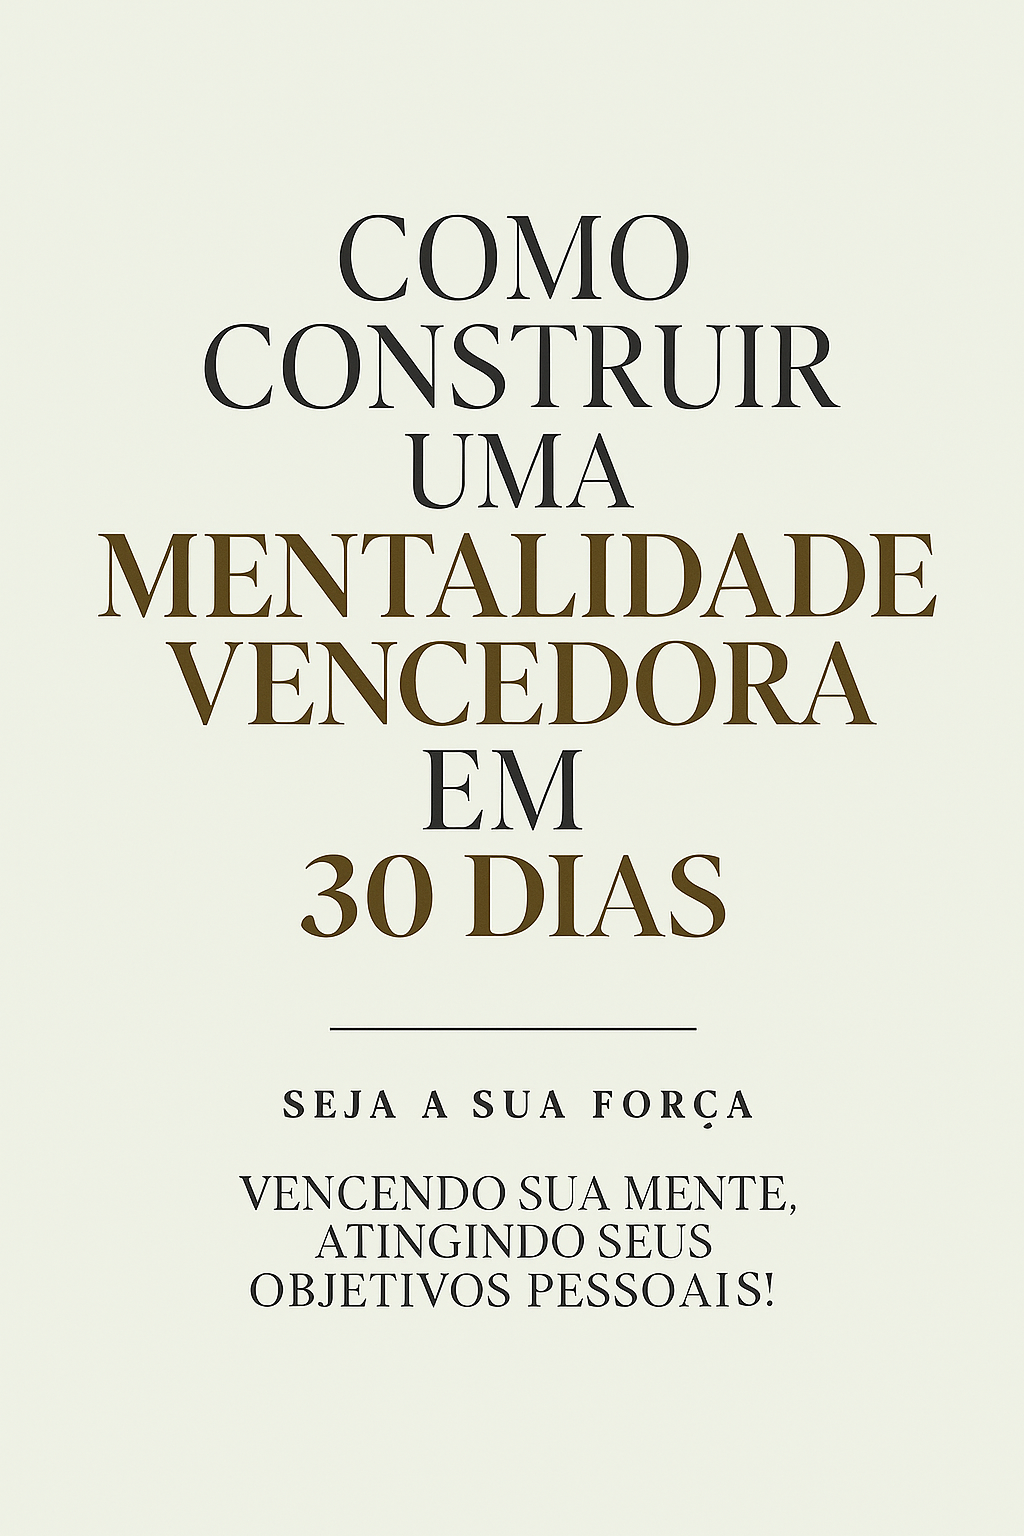 COMO
CONSTRUIR
UMA
MENTALIDADE
VENCEDORA
EM
30 DIAS
SEJA A SUA FORÇA
VENCENDO SUA MENTE,
ATINGINDO SEUS
OBJETIVOS PESSOAIS!